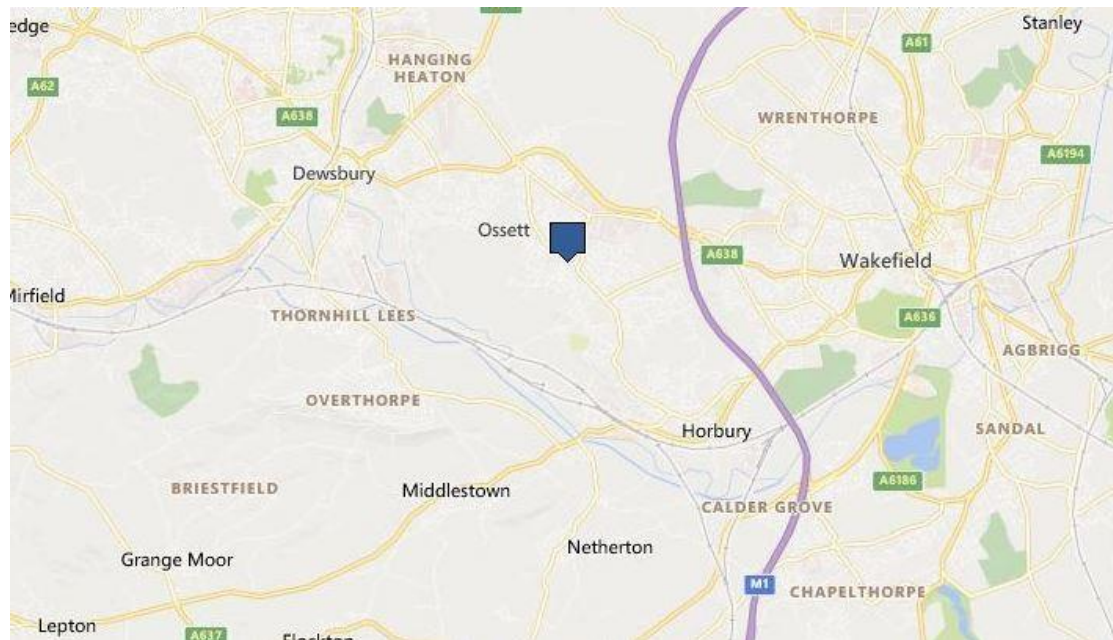 edge
Stanley
A61
HANGING
HEATON
A62
A638
WRENTHORPE
A6194
Dewsbury
Ossett
A638
Wakefield
Mirfield
THORNHILL LEES
A636
AGBRIGG
OVERTHORPE
Horbury
SANDAL
BRIESTFIELD
Middlestown
A6186
CALDER GROVE
Netherton
Grange Moor
M1
CHAPELTHORPE
Lepton
A637
Flockton